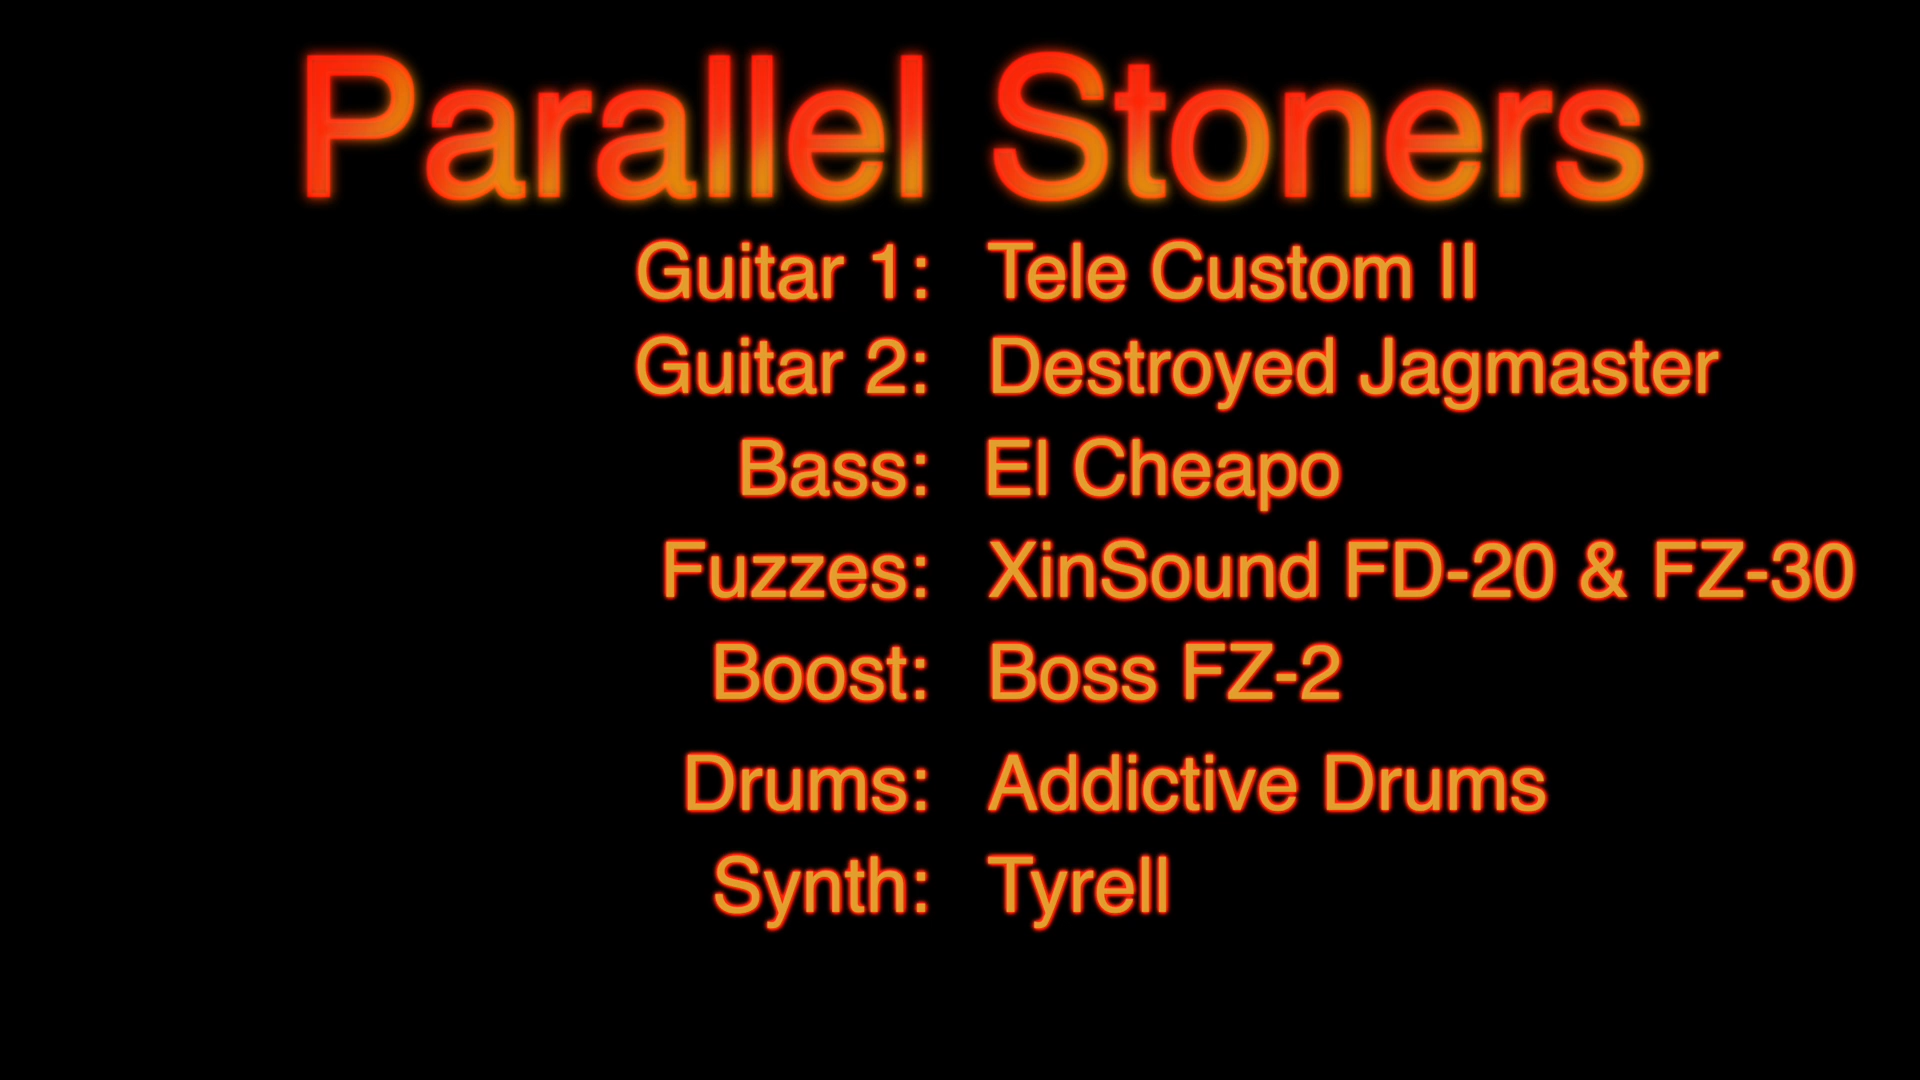 Parallel Stoners
Guitar 1: Tele Custom II
Guitar 2: Destroyed Jagmaster
Bass: El Cheapo
Fuzzes: XinSound FD-20 & FZ-30
Boost: Boss FZ-2
Drums: Addictive Drums
Synth: Tyrell